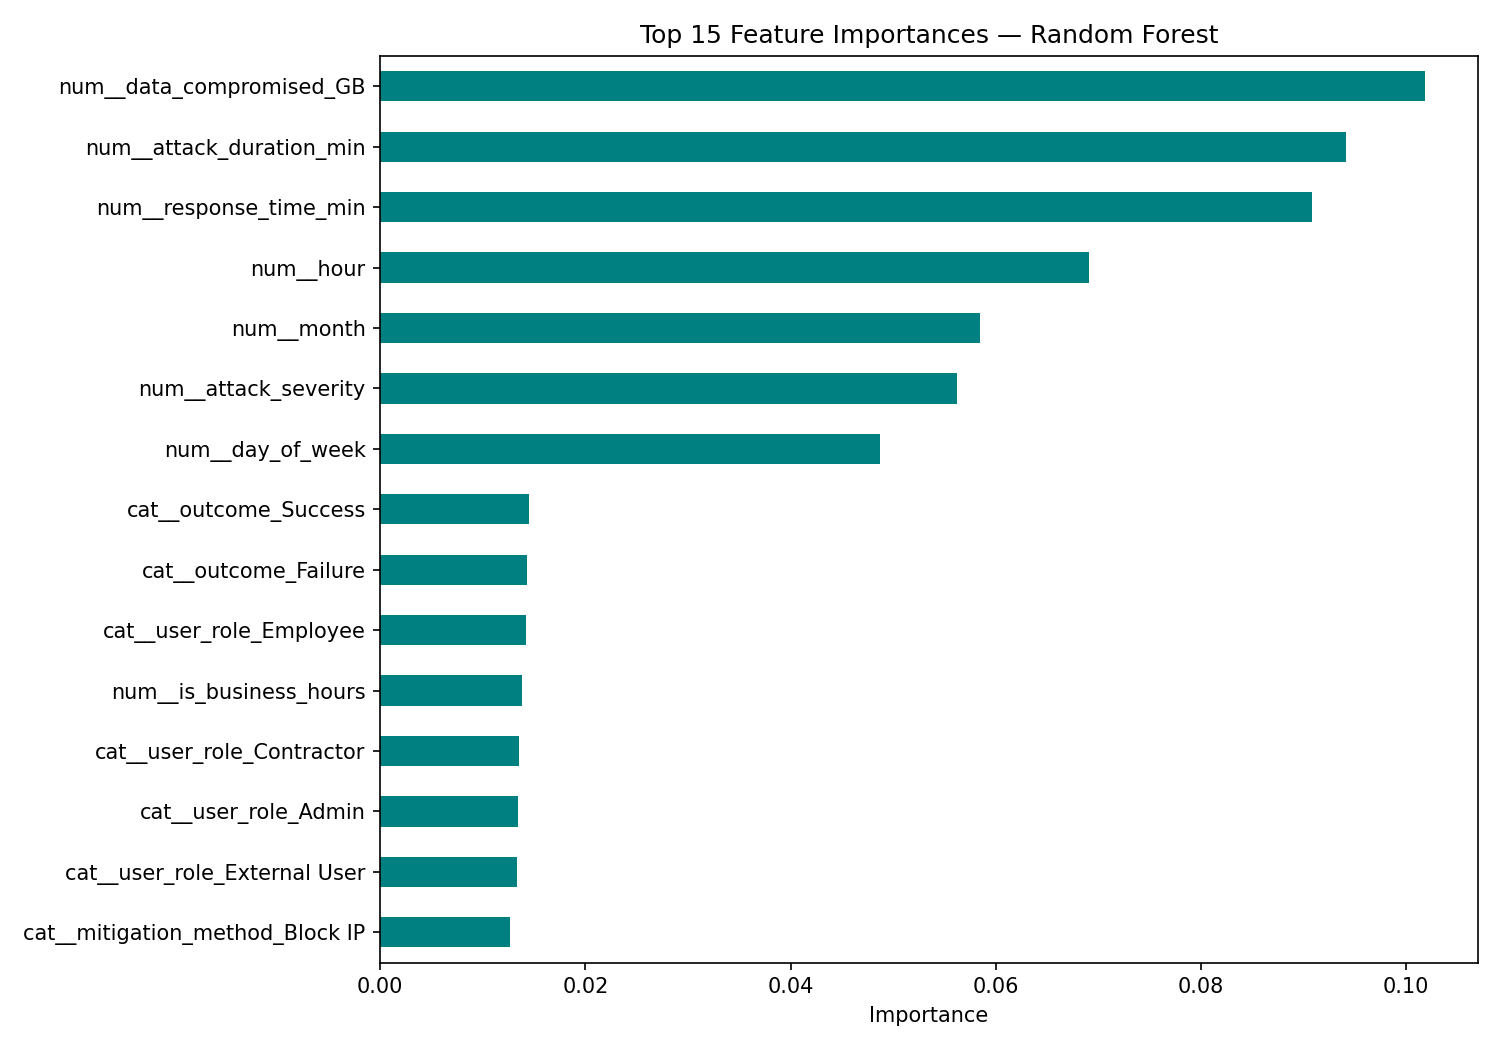 Top 15 Feature Importances — Random Forest
num__data_compromised_GB
num__attack_duration_min
num__response_time_min
num__hour
num__month
num__attack_severity
num__day_of_week
cat__outcome_Success
cat__outcome_Failure
cat__user_role_Employee
num__is_business_hours
cat__user_role_Contractor
cat__user_role_Admin
cat__user_role_External User
cat__mitigation_method_Block IP
0.00 0.02 0.04 0.06 0.08 0.10
Importance